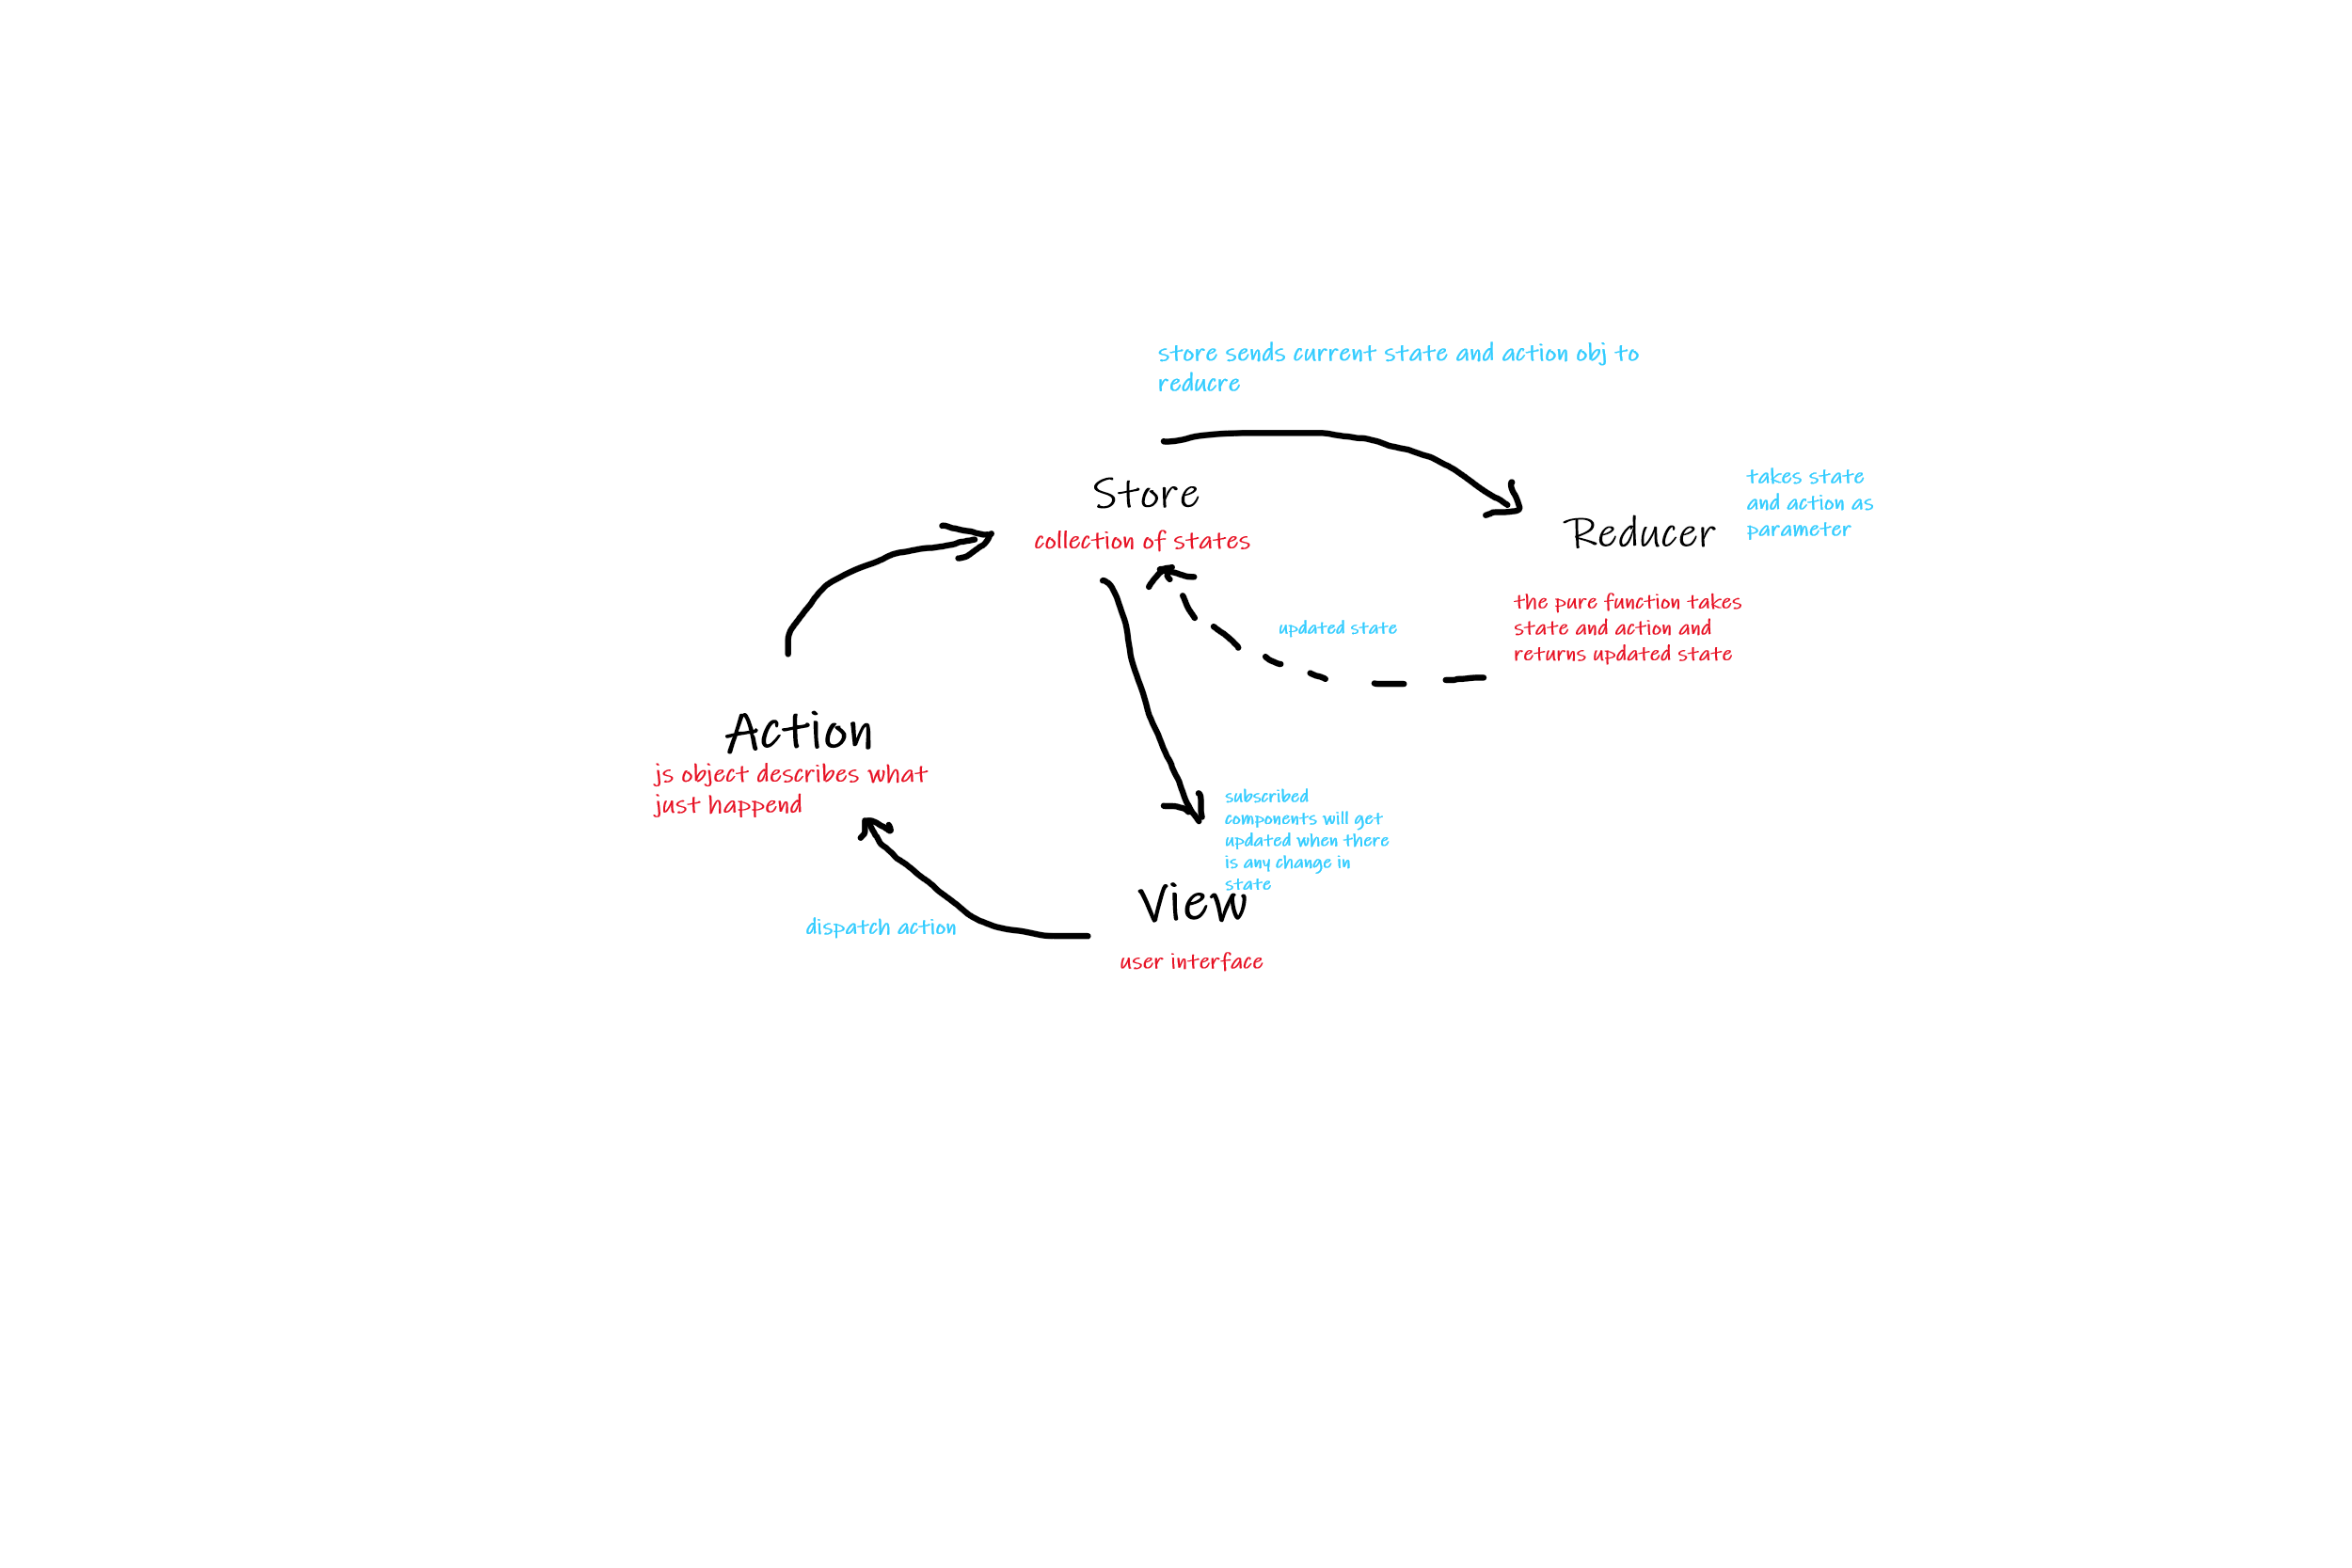 store sends current state and action obj to
reducre
Store
collection of states
Reducer
takes state
and action as
parameter
the pure function takes
state and action and
returns updated state
updated state
Action
js object describes what
just happend
subscribed
components will get
updated when there
is any change in
state
View
user interface
dispatch action